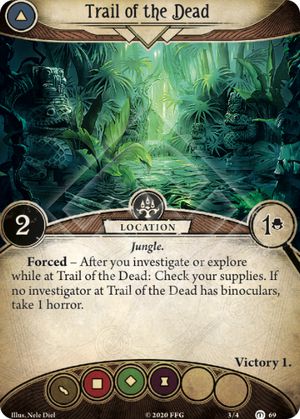 Trail of the Dead
2
LOCATION
1
Jungle.
Forced – After you investigate or explore
while at Trail of the Dead: Check your supplies. If
no investigator at Trail of the Dead has binoculars,
take 1 horror.
Victory 1.
Illus. Nele Diel
© 2020 FFG
3/4
69